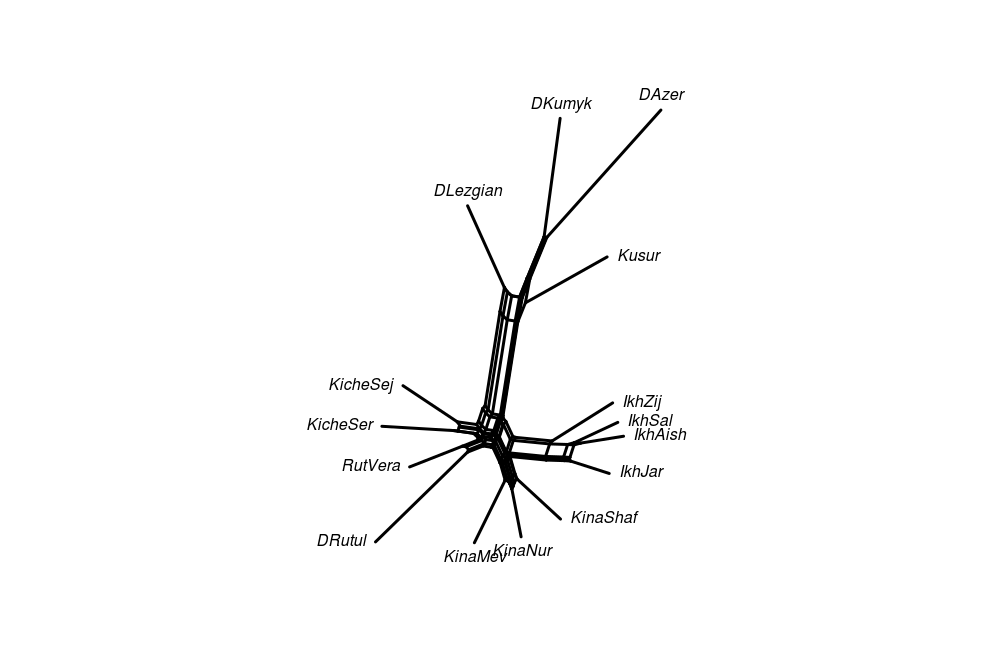 DAzer
DKumyk
DLezgian
Kusur
KicheSej
IkhZij
IkhSal
KicheSer
IkhAish
RutVera
IkhJar
KinaShaf
DRutul
KinaNur
KinaMev